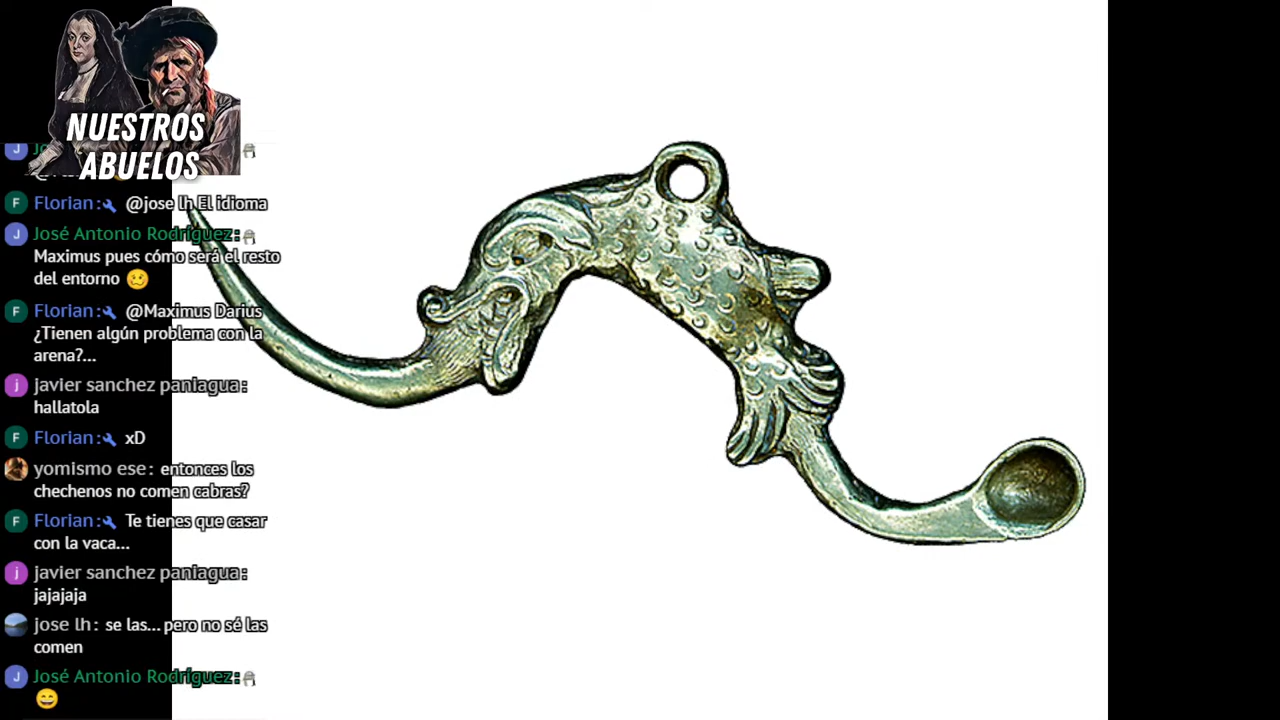 NUESTROS
ABUELOS
Florian: @jose lh El idioma
José Antonio Rodríguez:
Maximus pues cómo será el resto
del entorno 🥴
Florian: @Maximus Darius
¿Tienen algún problema con la
arena?...
javier sanchez paniagua:
hallatola
Florian: xD
yomismo ese: entonces los
chechenos no comen cabras?
Florian: Te tienes que casar
con la vaca...
javier sanchez paniagua:
jajajaja
jose lh: se las... pero no sé las
comen
José Antonio Rodríguez:
😄